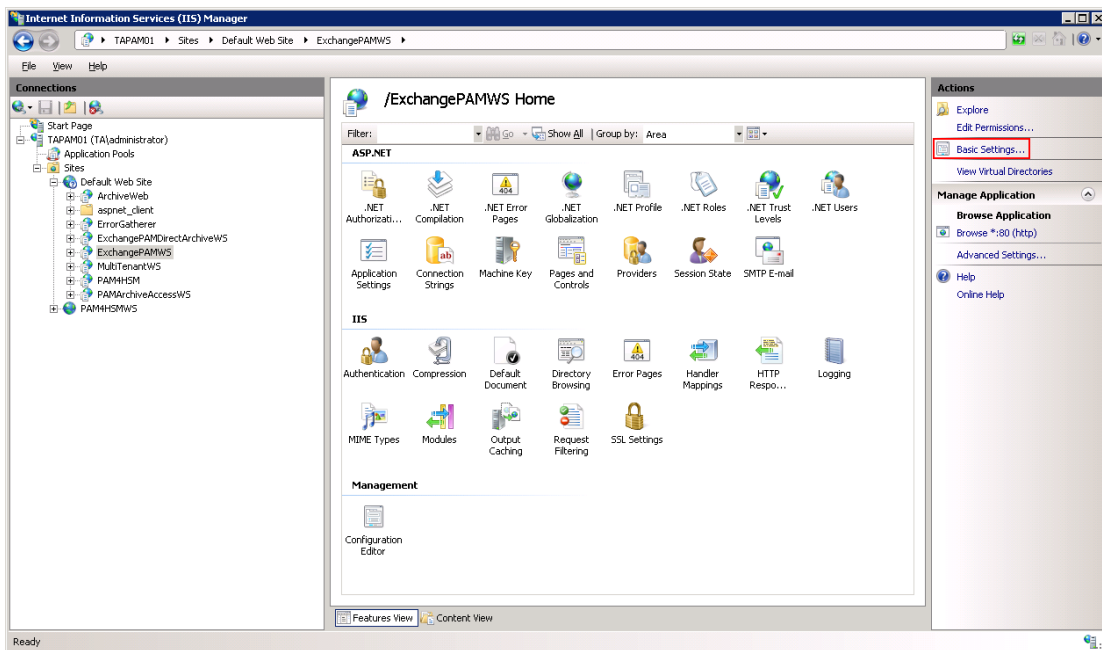 Internet Information Services (IIS) Manager
TAPAM01 Sites Default Web Site ExchangePAMWS
File View Help
Connections
Start Page
TAPAM01 (TA\administrator)
Application Pools
Sites
Default Web Site
ArchiveWeb
aspnet_client
ErrorGatherer
ExchangePAMDirectArchiveWS
ExchangePAMWS
MultiTenantWS
PAM4HSM
PAMArchiveAccessWS
PAM4HSMWS
/ExchangePAMWS Home
Filter: Go Show All Group by: Area
ASP.NET
.NET Authorizati...
.NET Compilation
.NET Error Pages
.NET Globalization
.NET Profile
.NET Roles
.NET Trust Levels
.NET Users
Application Settings
Connection Strings
Machine Key
Pages and Controls
Providers
Session State
SMTP E-mail
IIS
Authentication
Compression
Default Document
Directory Browsing
Error Pages
Handler Mappings
HTTP Respo...
Logging
MIME Types
Modules
Output Caching
Request Filtering
SSL Settings
Management
Configuration Editor
Features View Content View
Actions
Explore
Edit Permissions...
Basic Settings...
View Virtual Directories
Manage Application
Browse Application
Browse *:80 (http)
Advanced Settings...
Help
Online Help
Ready